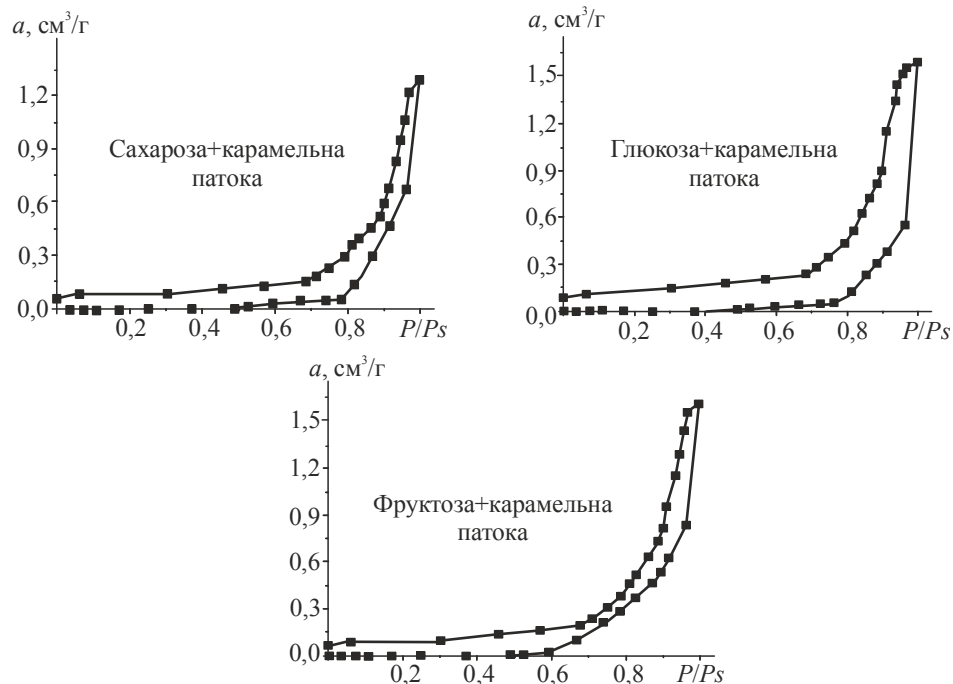 a, см³/г
1,2
0,9
0,6
0,3
0,0
Сахароза+карамельна
патока
0,2
0,4
0,6
0,8
P/Ps
a, см³/г
1,5
1,2
0,9
0,6
0,3
0,0
Глюкоза+карамельна
патока
0,2
0,4
0,6
0,8
P/Ps
a, см³/г
1,5
1,2
0,9
0,6
0,3
0,0
Фруктоза+карамельна
патока
0,2
0,4
0,6
0,8
P/Ps